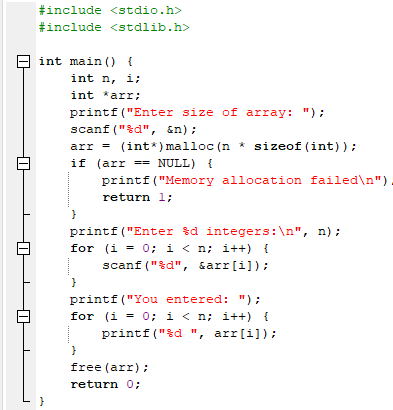 #include <stdio.h>
#include <stdlib.h>
int main() {
int n, i;
int *arr;
printf("Enter size of array: ");
scanf("%d", &n);
arr = (int*)malloc(n * sizeof(int));
if (arr == NULL) {
printf("Memory allocation failed\n")
return 1;
}
printf("Enter %d integers:\n", n);
for (i = 0; i < n; i++) {
scanf("%d", &arr[i]);
}
printf("You entered: ");
for (i = 0; i < n; i++) {
printf("%d ", arr[i]);
}
free(arr);
return 0;
}